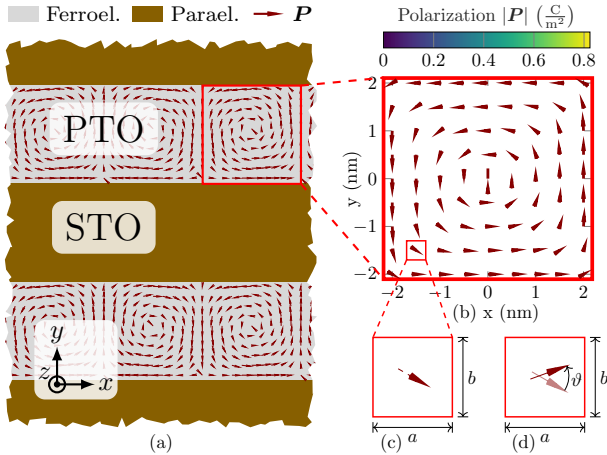 Ferroel. Parael. P
Polarization |P| (C/m²)
0 0.2 0.4 0.6 0.8
PTO
STO
y
z x
(a)
2
1
0
−1
−2
y (nm)
−2 −1 0 1 2
(b) x (nm)
b
a
(c)
ϑ
b
a
(d)